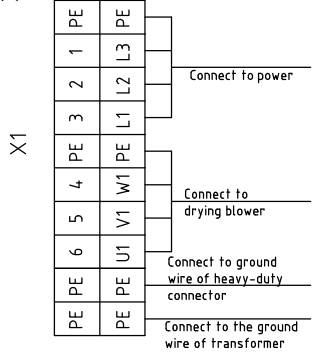 X1
PE PE
1 L3
2 L2
3 L1
PE PE
4 W1
5 V1
6 U1
PE PE
PE PE
Connect to power
Connect to
drying blower
Connect to ground
wire of heavy-duty
connector
Connect to the ground
wire of transformer